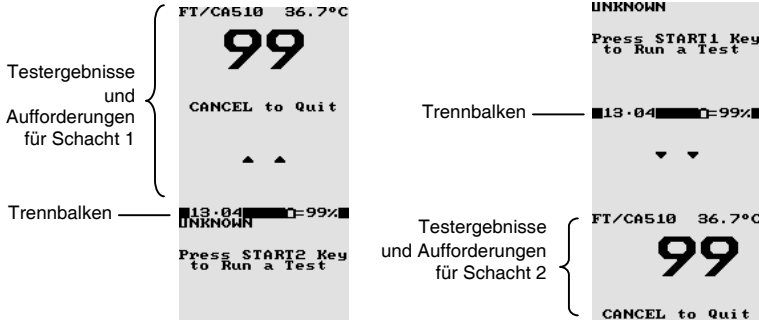 FT/CA510 36.7°C
99
CANCEL to Quit
Testergebnisse
und
Aufforderungen
für Schacht 1
Trennbalken
13·04 =99%
UNKNOWN
Press START2 Key
to Run a Test
UNKNOWN
Press START1 Key
to Run a Test
Trennbalken
13·04 =99%
Testergebnisse
und Aufforderungen
für Schacht 2
FT/CA510 36.7°C
99
CANCEL to Quit